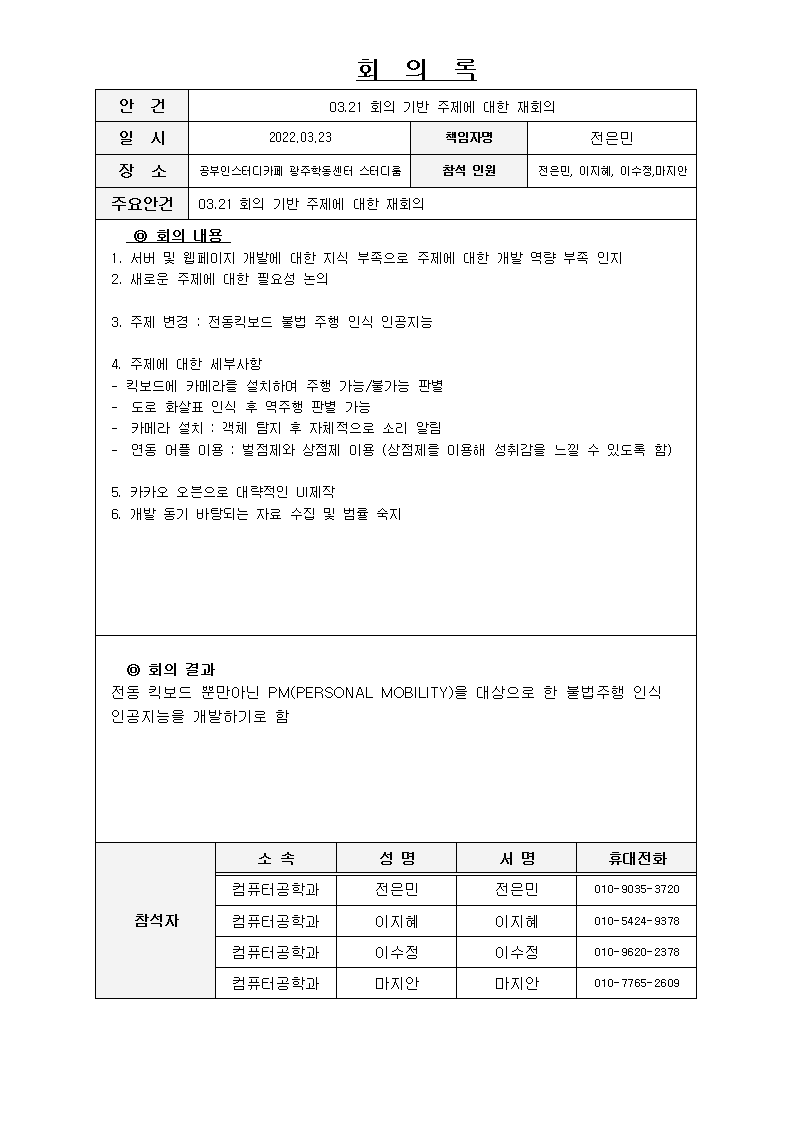 회 의 록
안 건 03.21 회의 기반 주제에 대한 재회의
일 시 2022.03.23 책임자명 전은민
장 소 공부인스터디카페 광주학동센터 스터디룸 참석 인원 전은민, 이지혜, 이수정,마지안
주요안건 03.21 회의 기반 주제에 대한 재회의
◎ 회의 내용
1. 서버 및 웹페이지 개발에 대한 지식 부족으로 주제에 대한 개발 역량 부족 인지
2. 새로운 주제에 대한 필요성 논의
3. 주제 변경 : 전동킥보드 불법 주행 인식 인공지능
4. 주제에 대한 세부사항
- 킥보드에 카메라를 설치하며 주행 가능/불가능 판별
- 도로 화살표 인식 후 역주행 판별 가능
- 카메라 설치 : 객체 탐지 후 자체적으로 소리 알림
- 연동 어플 이용 : 벌점제와 상점제 이용 (상점제를 이용해 성취감을 느낄 수 있도록 함)
5. 카카오 오븐으로 대략적인 UI제작
6. 개발 동기 바탕되는 자료 수집 및 법률 숙지
◎ 회의 결과
전동 킥보드 뿐만아닌 PM(PERSONAL MOBILITY)을 대상으로 한 불법주행 인식
인공지능을 개발하기로 함
참석자
소 속 성 명 서 명 휴대전화
컴퓨터공학과 전은민 전은민 010-9035-3720
컴퓨터공학과 이지혜 이지혜 010-5424-9378
컴퓨터공학과 이수정 이수정 010-9620-2378
컴퓨터공학과 마지안 마지안 010-7765-2609